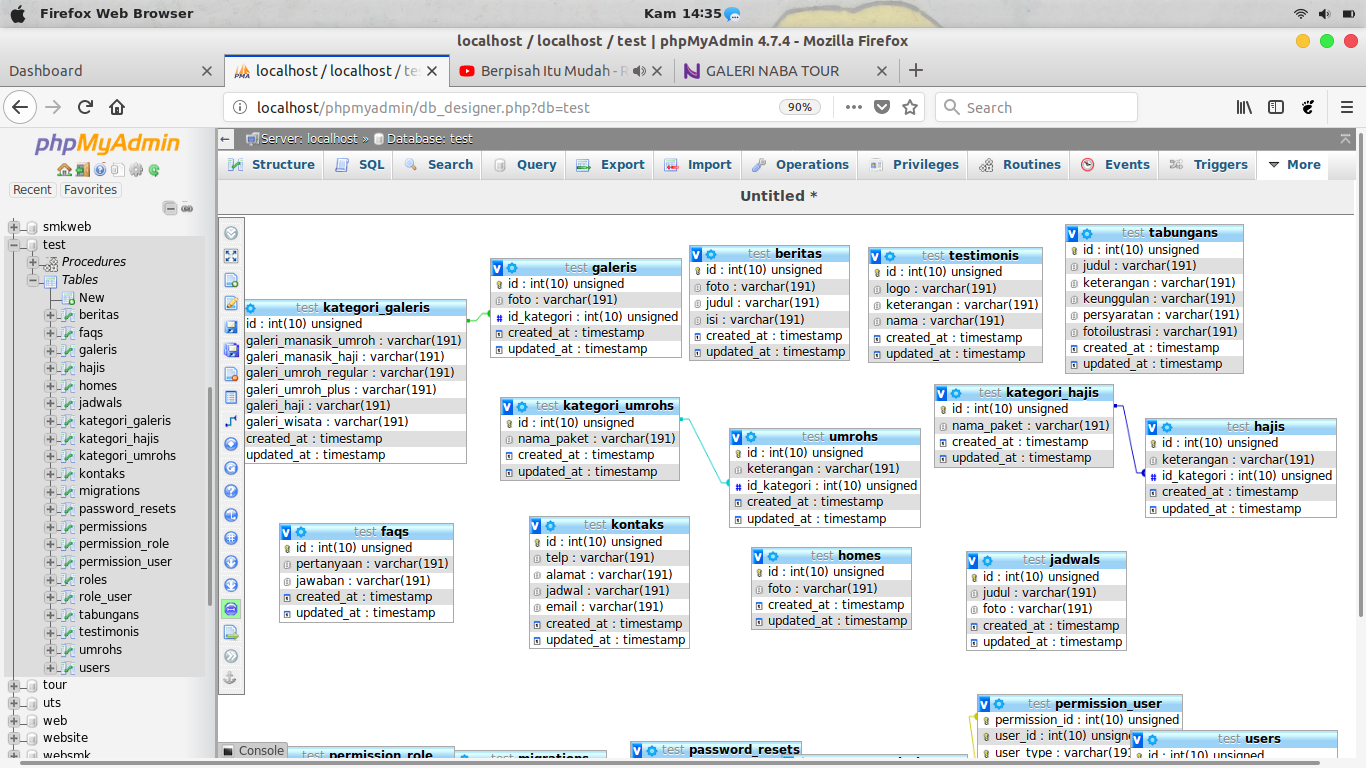 Firefox Web Browser
Kam 14:35
localhost / localhost / test | phpMyAdmin 4.7.4 - Mozilla Firefox
Dashboard
localhost / localhost / te
Berpisah Itu Mudah - R
GALERI NABA TOUR
localhost/phpmyadmin/db_designer.php?db=test
90%
Search
phpMyAdmin
Recent
Favorites
smkweb
test
Procedures
Tables
New
beritas
faqs
galeris
hajis
homes
jadwals
kategori_galeris
kategori_hajis
kategori_umrohs
kontaks
migrations
password_resets
permissions
permission_role
permission_user
roles
role_user
tabungans
testimonis
umrohs
users
tour
uts
web
website
websmk
Server: localhost » Database: test
Structure
SQL
Search
Query
Export
Import
Operations
Privileges
Routines
Events
Triggers
More
Untitled *
test kategori_galeris
id : int(10) unsigned
galeri_manasik_umroh : varchar(191)
galeri_manasik_haji : varchar(191)
galeri_umroh_regular : varchar(191)
galeri_umroh_plus : varchar(191)
galeri_haji : varchar(191)
galeri_wisata : varchar(191)
created_at : timestamp
updated_at : timestamp
test galeris
id : int(10) unsigned
foto : varchar(191)
id_kategori : int(10) unsigned
created_at : timestamp
updated_at : timestamp
test beritas
id : int(10) unsigned
foto : varchar(191)
judul : varchar(191)
isi : varchar(191)
created_at : timestamp
updated_at : timestamp
test testimonis
id : int(10) unsigned
logo : varchar(191)
keterangan : varchar(191)
nama : varchar(191)
created_at : timestamp
updated_at : timestamp
test tabungans
id : int(10) unsigned
judul : varchar(191)
keterangan : varchar(191)
keunggulan : varchar(191)
persyaratan : varchar(191)
fotoilustrasi : varchar(191)
created_at : timestamp
updated_at : timestamp
test kategori_umrohs
id : int(10) unsigned
nama_paket : varchar(191)
created_at : timestamp
updated_at : timestamp
test umrohs
id : int(10) unsigned
keterangan : varchar(191)
id_kategori : int(10) unsigned
created_at : timestamp
updated_at : timestamp
test kategori_hajis
id : int(10) unsigned
nama_paket : varchar(191)
created_at : timestamp
updated_at : timestamp
test hajis
id : int(10) unsigned
keterangan : varchar(191)
id_kategori : int(10) unsigned
created_at : timestamp
updated_at : timestamp
test faqs
id : int(10) unsigned
pertanyaan : varchar(191)
jawaban : varchar(191)
created_at : timestamp
updated_at : timestamp
test kontaks
id : int(10) unsigned
telp : varchar(191)
alamat : varchar(191)
jadwal : varchar(191)
email : varchar(191)
created_at : timestamp
updated_at : timestamp
test homes
id : int(10) unsigned
foto : varchar(191)
created_at : timestamp
updated_at : timestamp
test jadwals
id : int(10) unsigned
judul : varchar(191)
foto : varchar(191)
created_at : timestamp
updated_at : timestamp
test permission_user
permission_id : int(10) unsigned
user_id : int(10) unsigned
user_type : varchar(191)
test users
id : int(10) unsigned
Console
test permission_role
test migrations
test password_resets